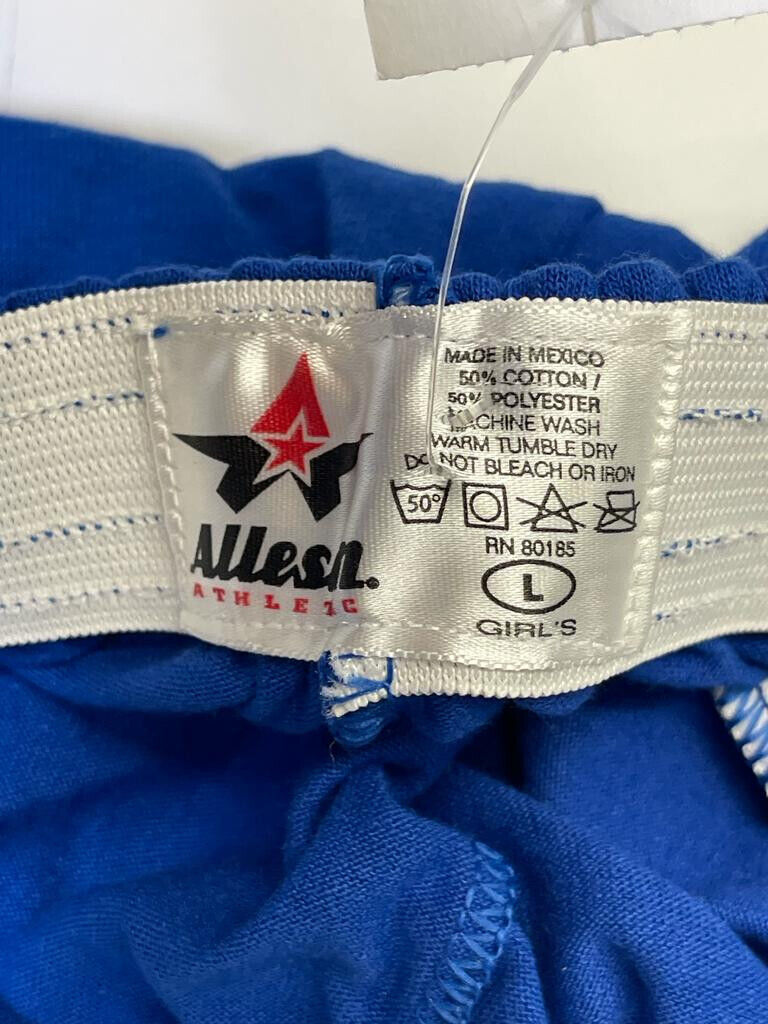 Alleson.
ATHLETIC
MADE IN MEXICO
50% COTTON /
50% POLYESTER
MACHINE WASH
WARM TUMBLE DRY
DO NOT BLEACH OR IRON
50°
RN 80185
L
GIRL'S